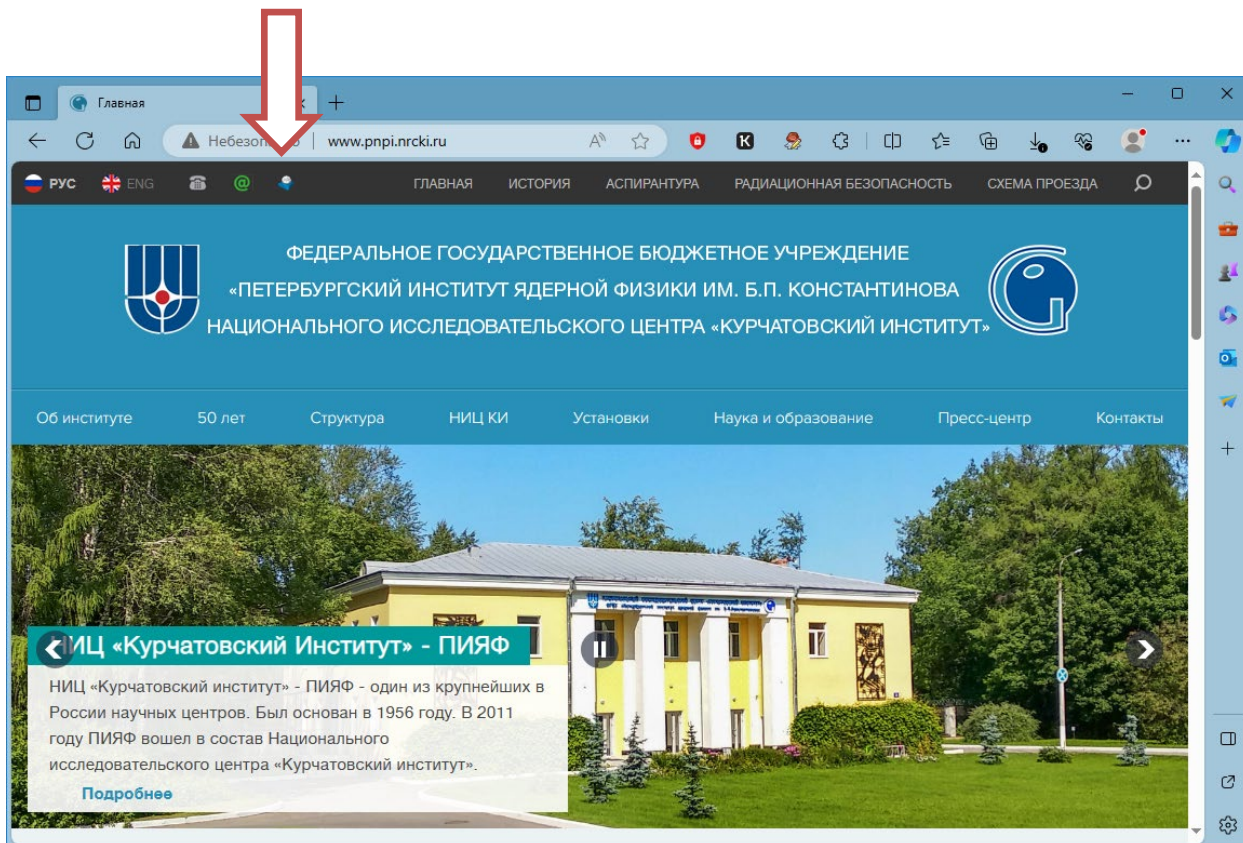 Главная
Небезоп
www.pnpi.nrcki.ru
РУС ENG @ ГЛАВНАЯ ИСТОРИЯ АСПИРАНТУРА РАДИАЦИОННАЯ БЕЗОПАСНОСТЬ СХЕМА ПРОЕЗДА
ФЕДЕРАЛЬНОЕ ГОСУДАРСТВЕННОЕ БЮДЖЕТНОЕ УЧРЕЖДЕНИЕ
«ПЕТЕРБУРГСКИЙ ИНСТИТУТ ЯДЕРНОЙ ФИЗИКИ ИМ. Б.П. КОНСТАНТИНОВА
НАЦИОНАЛЬНОГО ИССЛЕДОВАТЕЛЬСКОГО ЦЕНТРА «КУРЧАТОВСКИЙ ИНСТИТУТ»
Об институте 50 лет Структура НИЦ КИ Установки Наука и образование Пресс-центр Контакты
НИЦ «Курчатовский Институт» - ПИЯФ
НИЦ «Курчатовский институт» - ПИЯФ - один из крупнейших в
России научных центров. Был основан в 1956 году. В 2011
году ПИЯФ вошел в состав Национального
исследовательского центра «Курчатовский институт».
Подробнее